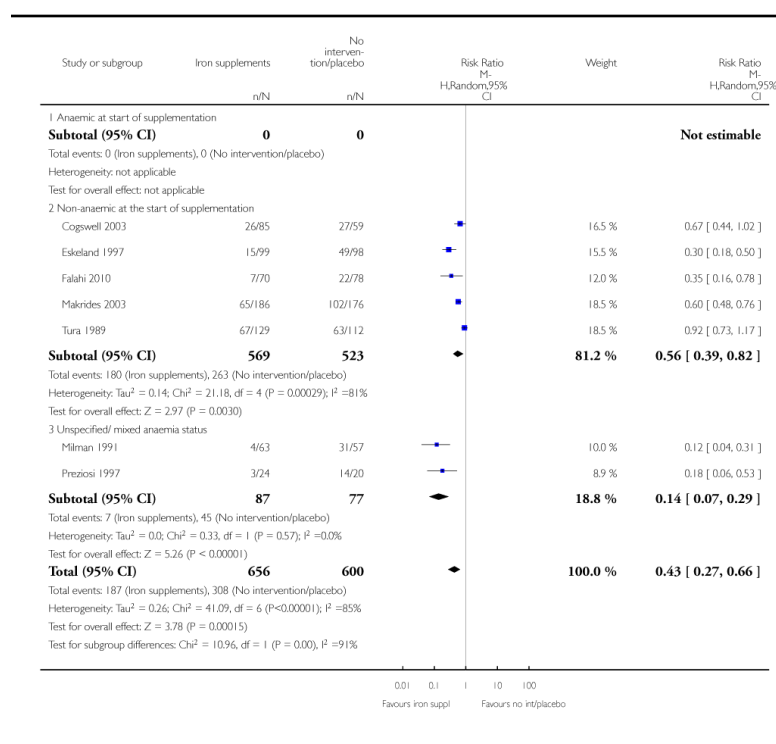 Study or subgroup Iron supplements No intervention/placebo Risk Ratio Weight Risk Ratio
M-H,Random,95% CI M-H,Random,95% CI
n/N n/N
1 Anaemic at start of supplementation
Subtotal (95% CI) 0 0 Not estimable
Total events: 0 (Iron supplements), 0 (No intervention/placebo)
Heterogeneity: not applicable
Test for overall effect: not applicable
2 Non-anaemic at the start of supplementation
Cogswell 2003 26/85 27/59 16.5 % 0.67 [ 0.44, 1.02 ]
Eskeland 1997 15/99 49/98 15.5 % 0.30 [ 0.18, 0.50 ]
Falahi 2010 7/70 22/78 12.0 % 0.35 [ 0.16, 0.78 ]
Makrides 2003 65/186 102/176 18.5 % 0.60 [ 0.48, 0.76 ]
Tura 1989 67/129 63/112 18.5 % 0.92 [ 0.73, 1.17 ]
Subtotal (95% CI) 569 523 81.2 % 0.56 [ 0.39, 0.82 ]
Total events: 180 (Iron supplements), 263 (No intervention/placebo)
Heterogeneity: Tau² = 0.14; Chi² = 21.18, df = 4 (P = 0.00029); I² =81%
Test for overall effect: Z = 2.97 (P = 0.0030)
3 Unspecified/ mixed anaemia status
Milman 1991 4/63 31/57 10.0 % 0.12 [ 0.04, 0.31 ]
Preziosi 1997 3/24 14/20 8.9 % 0.18 [ 0.06, 0.53 ]
Subtotal (95% CI) 87 77 18.8 % 0.14 [ 0.07, 0.29 ]
Total events: 7 (Iron supplements), 45 (No intervention/placebo)
Heterogeneity: Tau² = 0.0; Chi² = 0.33, df = 1 (P = 0.57); I² =0.0%
Test for overall effect: Z = 5.26 (P < 0.00001)
Total (95% CI) 656 600 100.0 % 0.43 [ 0.27, 0.66 ]
Total events: 187 (Iron supplements), 308 (No intervention/placebo)
Heterogeneity: Tau² = 0.26; Chi² = 41.09, df = 6 (P<0.00001); I² =85%
Test for overall effect: Z = 3.78 (P = 0.00015)
Test for subgroup differences: Chi² = 10.96, df = 1 (P = 0.00), I² =91%
0.01 0.1 1 10 100
Favours iron suppl Favours no int/placebo